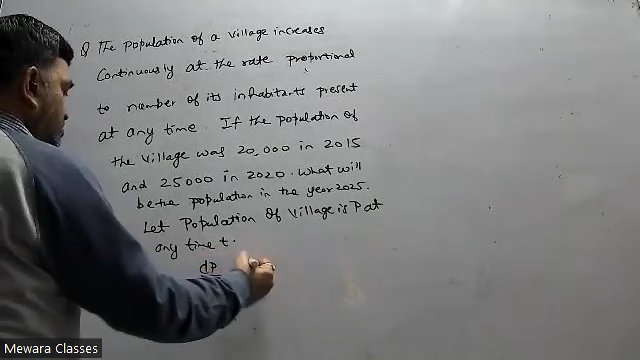 Q The Population of a Village increases
Continuously at the rate proportional
to number of its inhabitants present
at any time. If the population of
the village was 20,000 in 2015
and 25000 in 2020. What will
be the population in the year 2025.
Let Population of village is P at
any time t.
dP
Mewara Classes